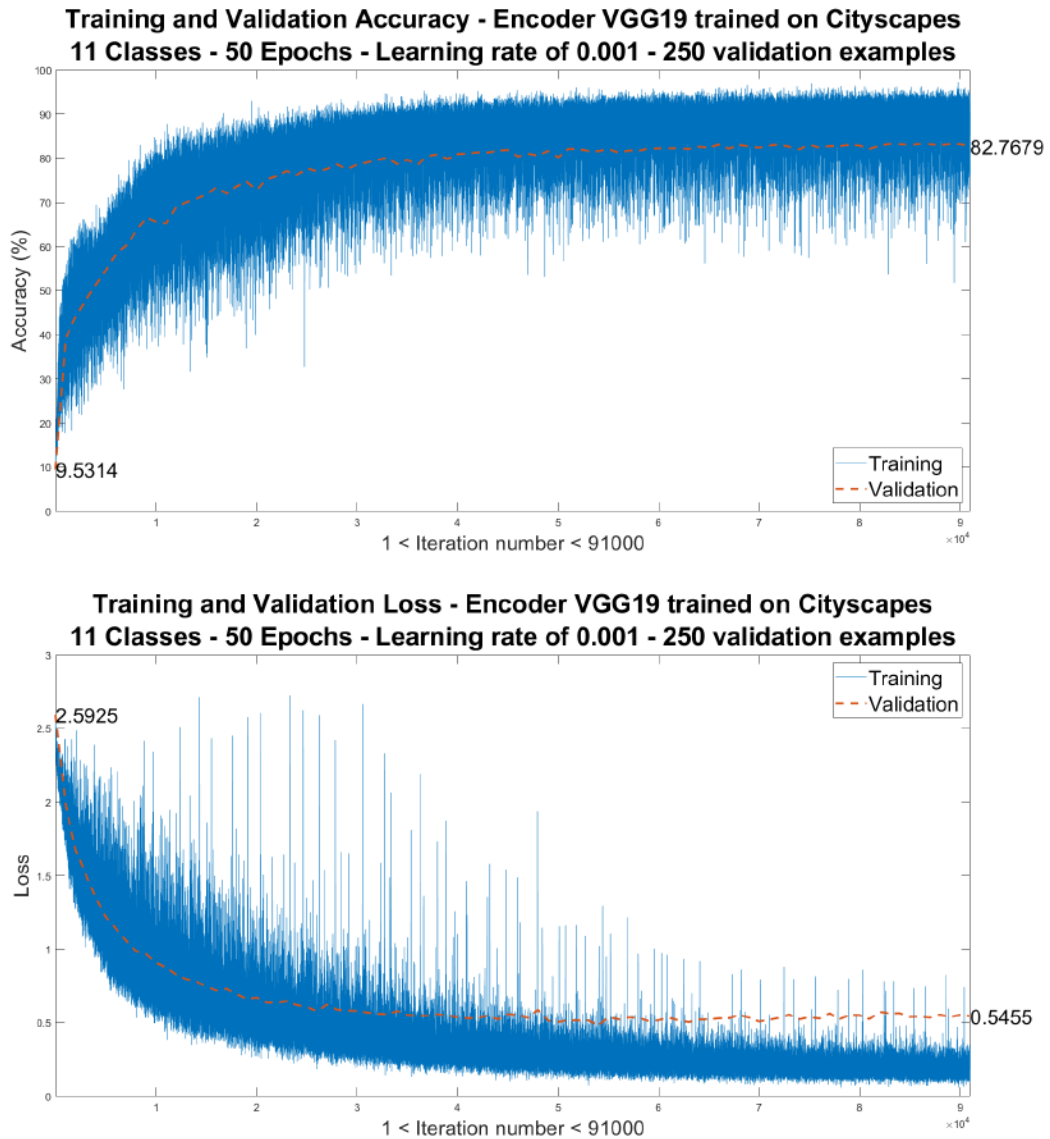 Training and Validation Accuracy - Encoder VGG19 trained on Cityscapes
11 Classes - 50 Epochs - Learning rate of 0.001 - 250 validation examples
100
90
80
70
60
50
40
30
20
10
0
Accuracy (%)
82.7679
9.5314
Training
Validation
1 2 3 4 5 6 7 8 9
×10⁴
1 < Iteration number < 91000
Training and Validation Loss - Encoder VGG19 trained on Cityscapes
11 Classes - 50 Epochs - Learning rate of 0.001 - 250 validation examples
3
2.5
2
1.5
1
0.5
0
Loss
2.5925
Training
Validation
0.5455
1 2 3 4 5 6 7 8 9
×10⁴
1 < Iteration number < 91000